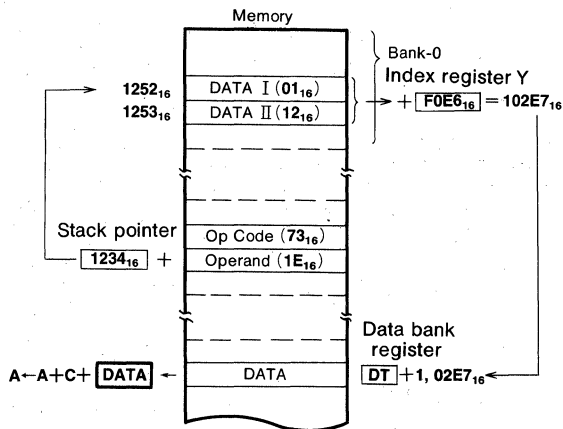 Memory
Bank-0
Index register Y
1252₁₆ DATA Ⅰ (01₁₆)
1253₁₆ DATA Ⅱ (12₁₆) + F0E6₁₆ = 102E7₁₆
Stack pointer
Op Code (73₁₆)
1234₁₆ + Operand (1E₁₆)
Data bank
register
A←A+C+ DATA ← DATA DT +1, 02E7₁₆